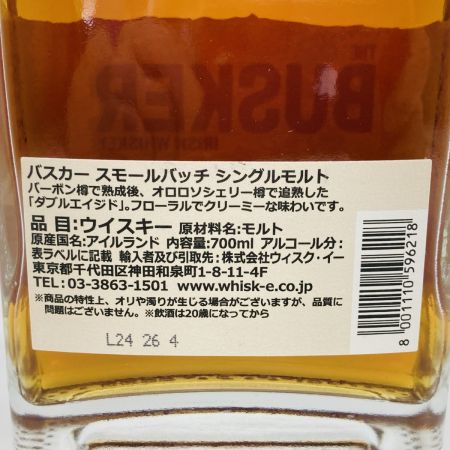 THE
BUSKER
IRISH WHISKEY
バスカー スモールバッチ シングルモルト
バーボン樽で熟成後、オロロソシェリー樽で追熟した
「ダブルエイジド」。フローラルでクリーミーな味わいです。
品 目:ウイスキー 原材料名:モルト
原産国名:アイルランド 内容量:700ml アルコール分:
表ラベルに記載 輸入者及び引取先:株式会社ウィスク・イー
東京都千代田区神田和泉町1-8-11-4F
TEL:03-3863-1501 www.whisk-e.co.jp
※商品の特性上、オリや濁りが生じる場合がございますが、品質に
問題はございません。※飲酒は20歳になってから
8 001110 596218
L24 26 4